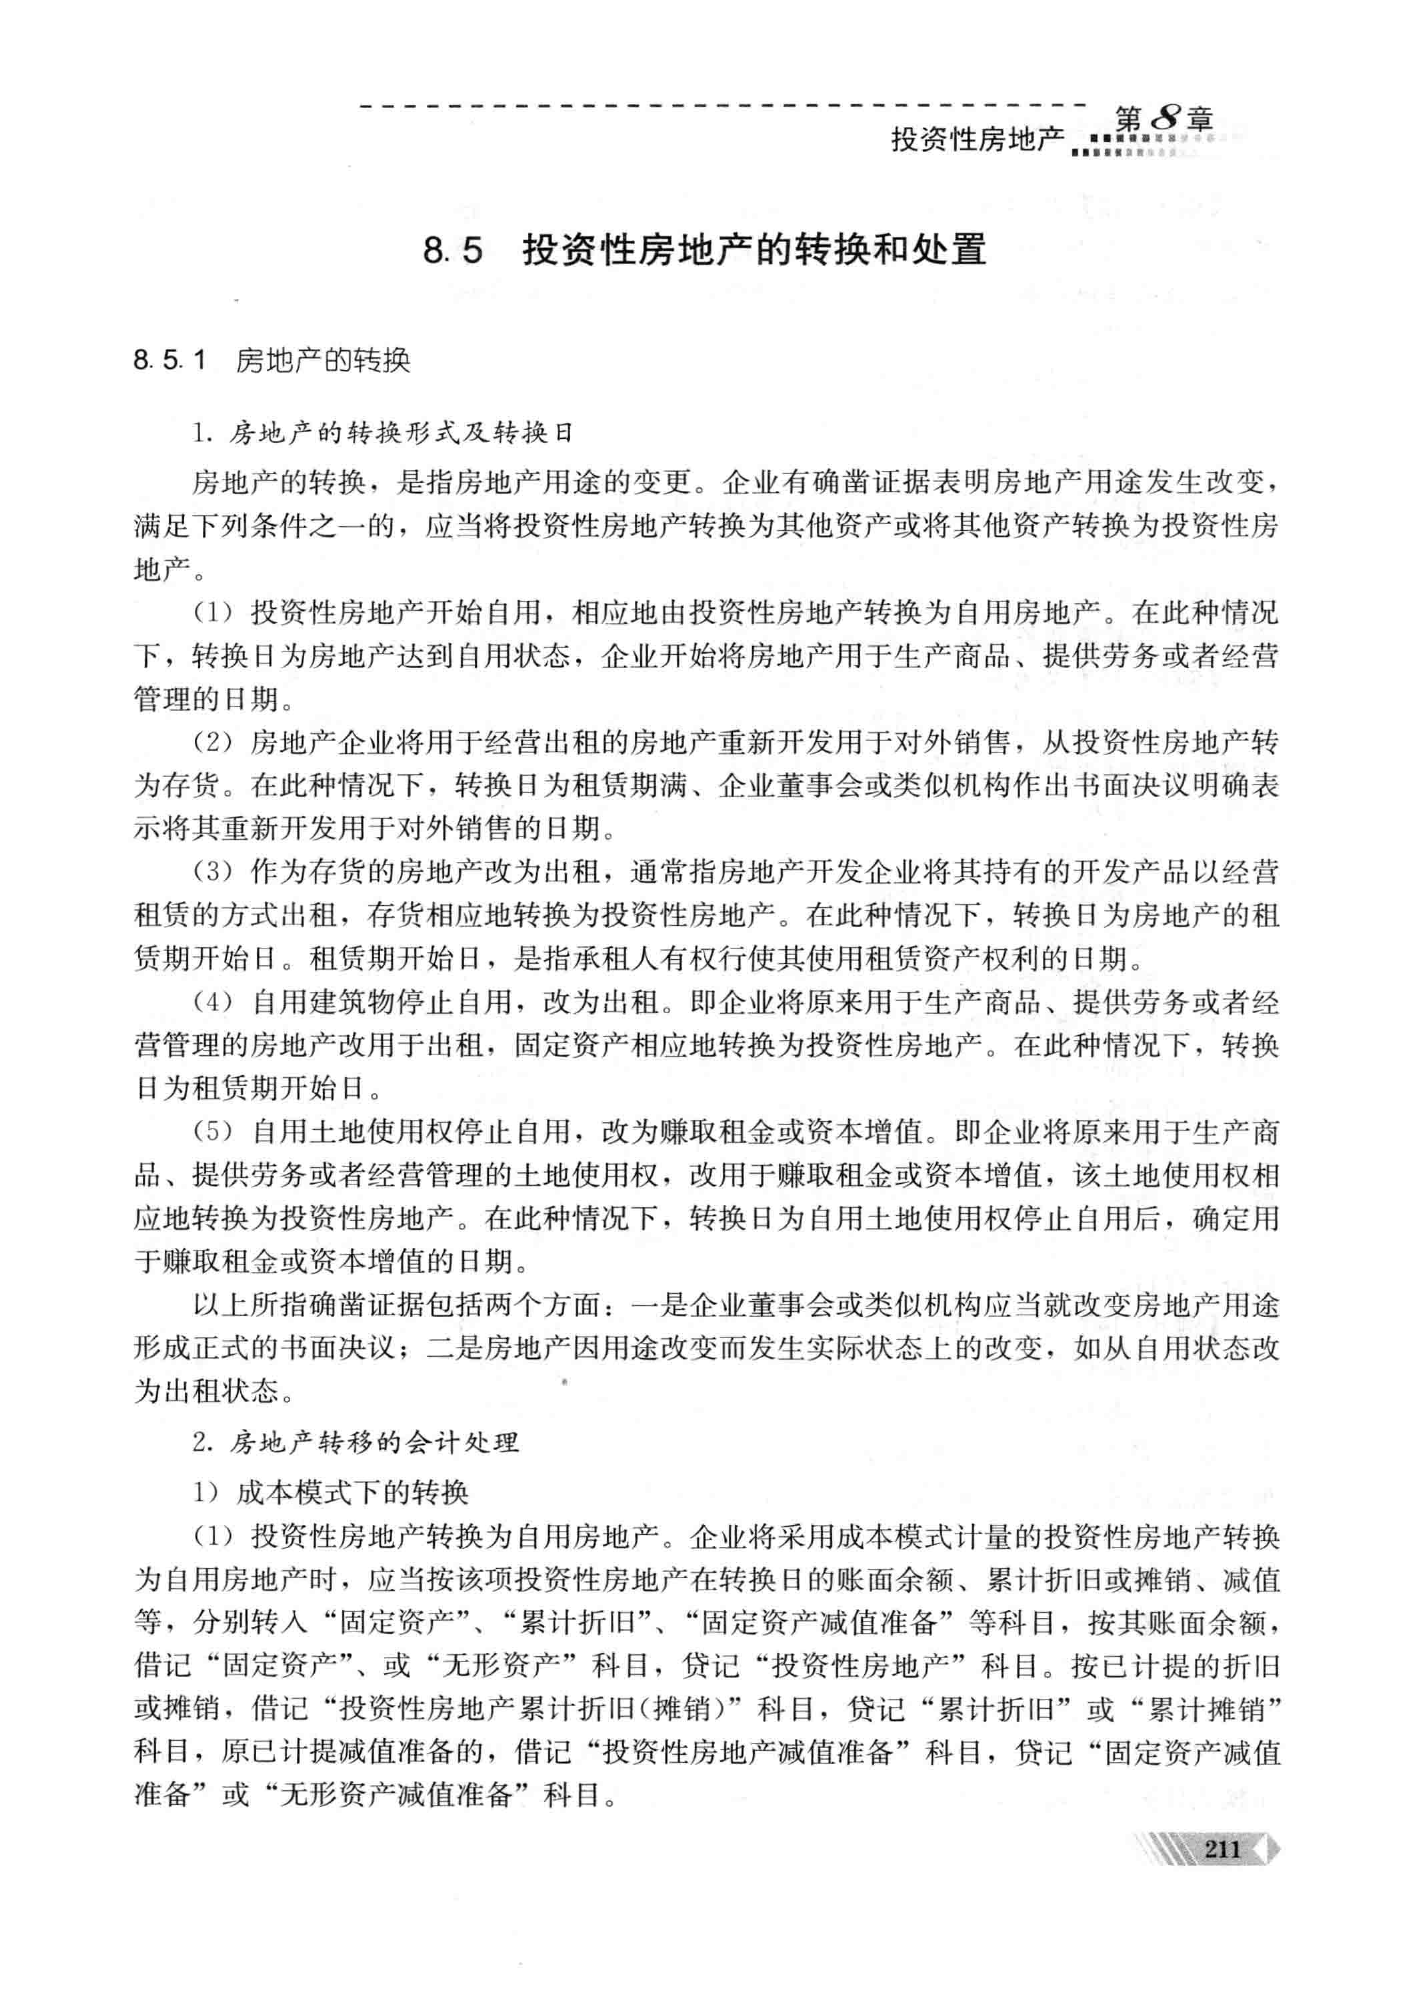 第8章
投资性房地产
8.5 投资性房地产的转换和处置
8.5.1 房地产的转换
1. 房地产的转换形式及转换日
房地产的转换，是指房地产用途的变更。企业有确凿证据表明房地产用途发生改变，
满足下列条件之一的，应当将投资性房地产转换为其他资产或将其他资产转换为投资性房
地产。
（1）投资性房地产开始自用，相应地由投资性房地产转换为自用房地产。在此种情况
下，转换日为房地产达到自用状态，企业开始将房地产用于生产商品、提供劳务或者经营
管理的日期。
（2）房地产企业将用于经营出租的房地产重新开发用于对外销售，从投资性房地产转
为存货。在此种情况下，转换日为租赁期满、企业董事会或类似机构作出书面决议明确表
示将其重新开发用于对外销售的日期。
（3）作为存货的房地产改为出租，通常指房地产开发企业将其持有的开发产品以经营
租赁的方式出租，存货相应地转换为投资性房地产。在此种情况下，转换日为房地产的租
赁期开始日。租赁期开始日，是指承租人有权行使其使用租赁资产权利的日期。
（4）自用建筑物停止自用，改为出租。即企业将原来用于生产商品、提供劳务或者经
营管理的房地产改用于出租，固定资产相应地转换为投资性房地产。在此种情况下，转换
日为租赁期开始日。
（5）自用土地使用权停止自用，改为赚取租金或资本增值。即企业将原来用于生产商
品、提供劳务或者经营管理的土地使用权，改用于赚取租金或资本增值，该土地使用权相
应地转换为投资性房地产。在此种情况下，转换日为自用土地使用权停止自用后，确定用
于赚取租金或资本增值的日期。
以上所指确凿证据包括两个方面：一是企业董事会或类似机构应当就改变房地产用途
形成正式的书面决议；二是房地产因用途改变而发生实际状态上的改变，如从自用状态改
为出租状态。
2. 房地产转移的会计处理
1）成本模式下的转换
（1）投资性房地产转换为自用房地产。企业将采用成本模式计量的投资性房地产转换
为自用房地产时，应当按该项投资性房地产在转换日的账面余额、累计折旧或摊销、减值
等，分别转入“固定资产”、“累计折旧”、“固定资产减值准备”等科目，按其账面余额，
借记“固定资产”、或“无形资产”科目，贷记“投资性房地产”科目。按已计提的折旧
或摊销，借记“投资性房地产累计折旧（摊销）”科目，贷记“累计折旧”或“累计摊销”
科目，原已计提减值准备的，借记“投资性房地产减值准备”科目，贷记“固定资产减值
准备”或“无形资产减值准备”科目。
211